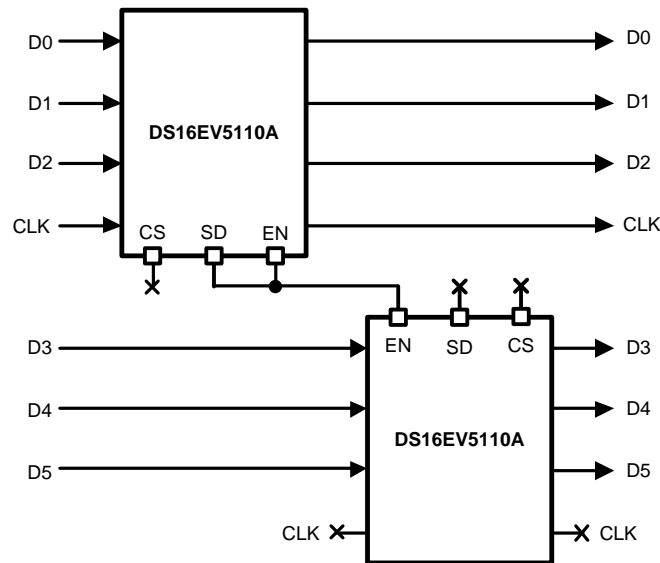 D0 D0
D1 D1
DS16EV5110A
D2 D2
CLK CLK
CS SD EN
D3 EN SD CS D3
D4 D4
DS16EV5110A
D5 D5
CLK CLK